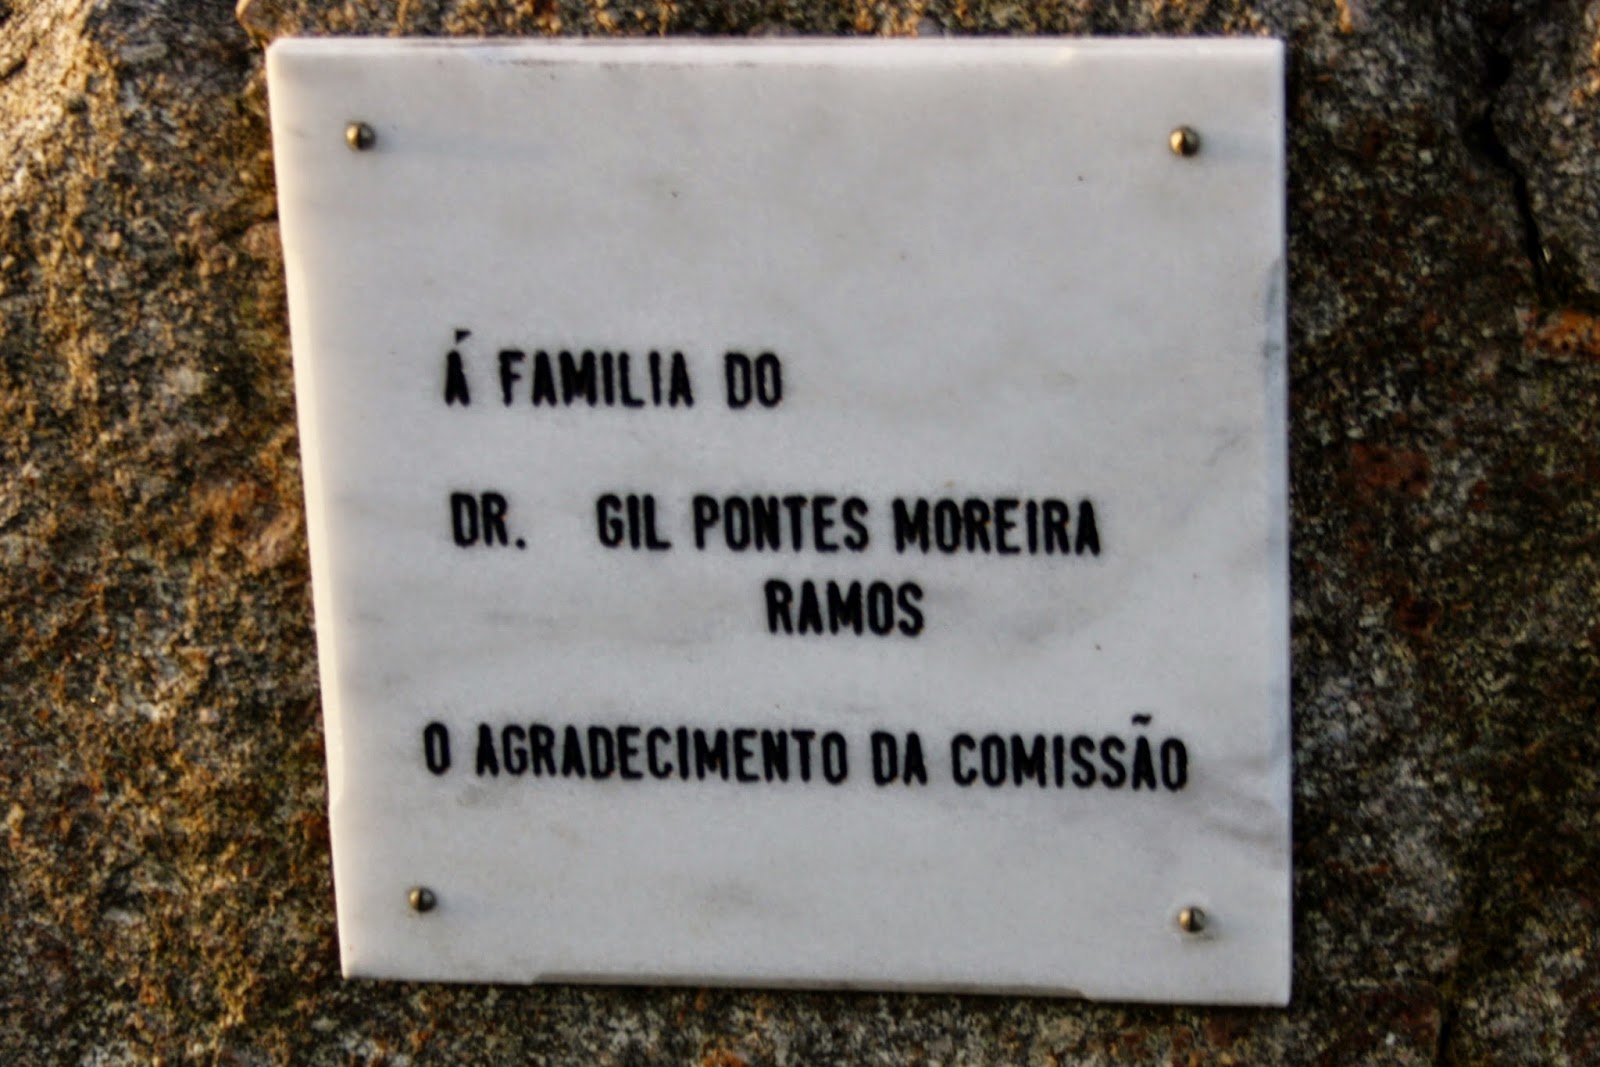 Á FAMILIA DO
DR. GIL PONTES MOREIRA
RAMOS
O AGRADECIMENTO DA COMISSÃO